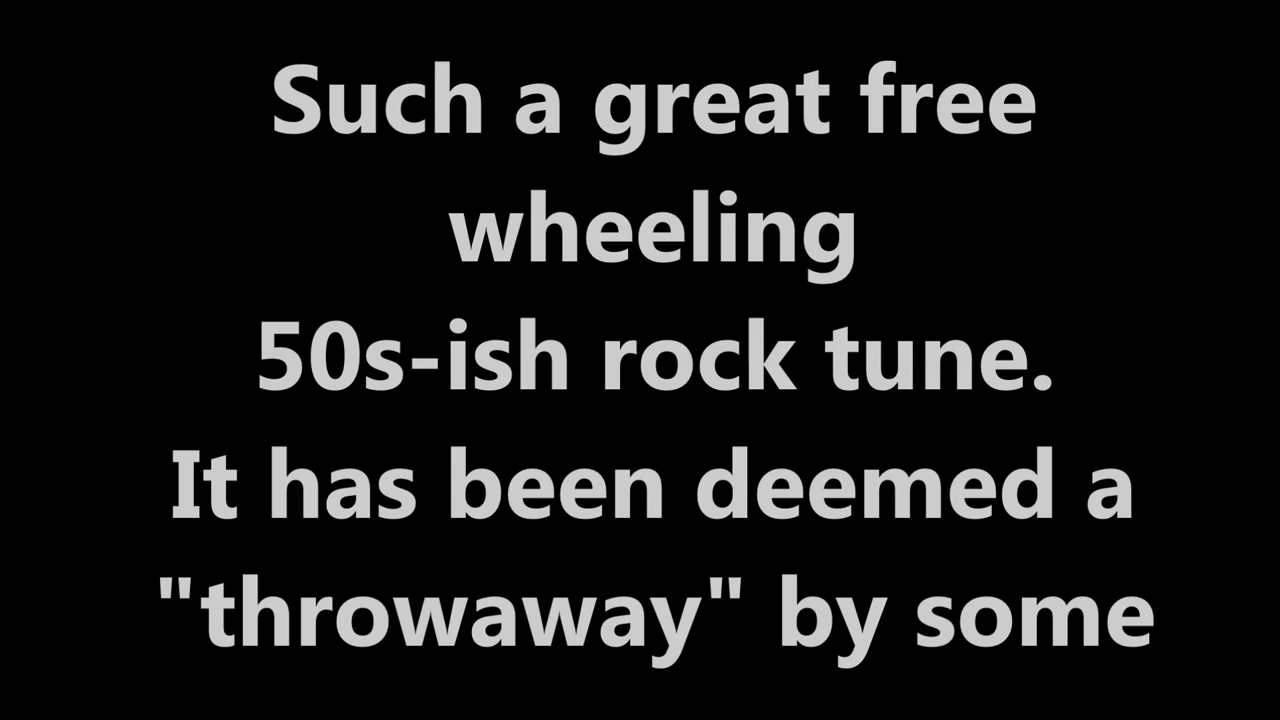 Such a great free
wheeling
50s-ish rock tune.
It has been deemed a
"throwaway" by some